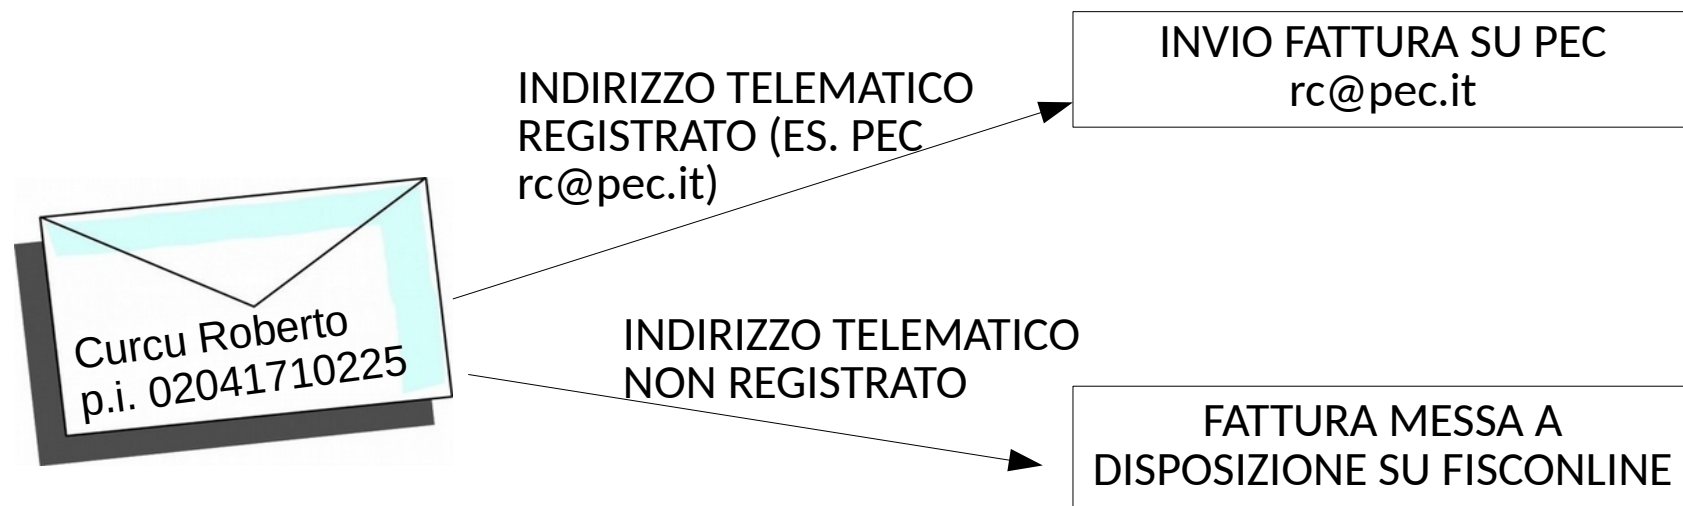 INVIO FATTURA SU PEC
rc@pec.it
INDIRIZZO TELEMATICO
REGISTRATO (ES. PEC
rc@pec.it)
Curcu Roberto
p.i. 02041710225
INDIRIZZO TELEMATICO
NON REGISTRATO
FATTURA MESSA A
DISPOSIZIONE SU FISCONLINE